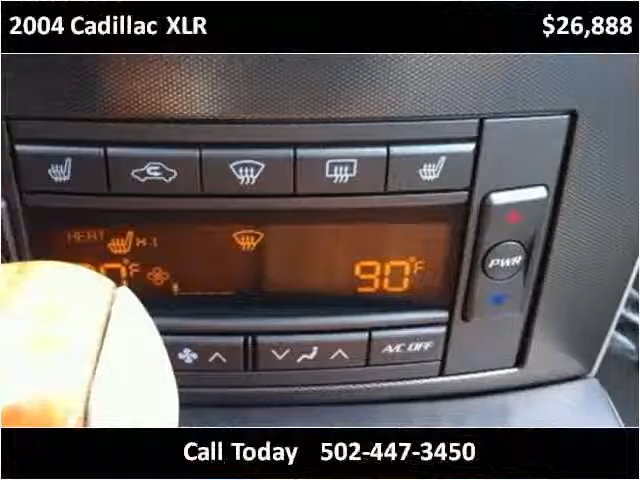 2004 Cadillac XLR $26,888
HEAT HI
90°F
PWR
A/C OFF
Call Today 502-447-3450